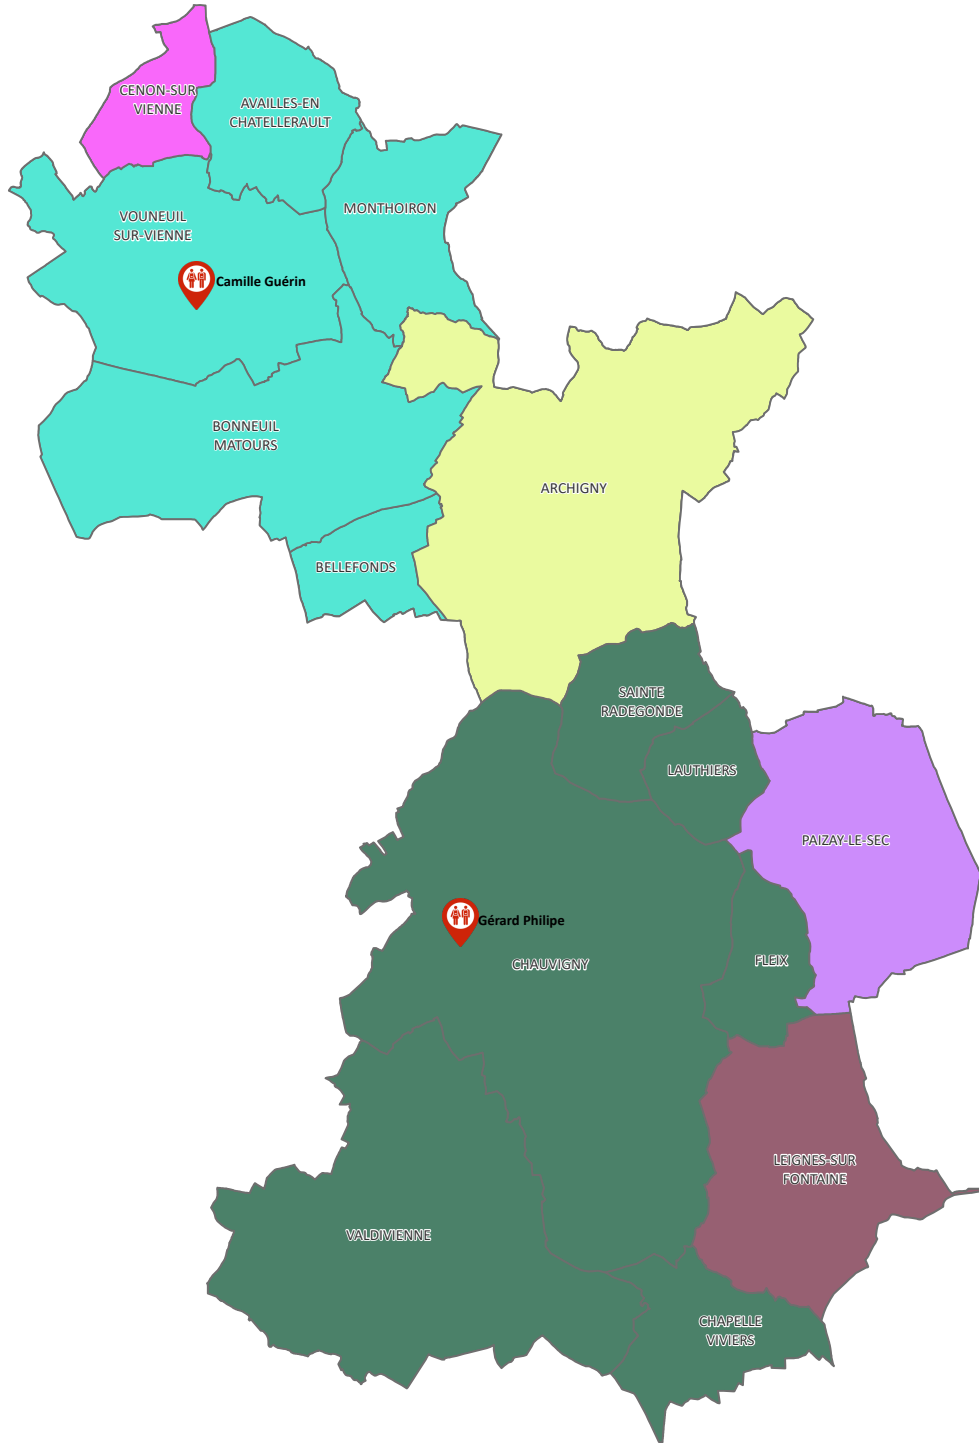 CENON-SUR
VIENNE
AVAILLES-EN
CHATELLERAULT
MONTHOIRON
VOUNEUIL
SUR-VIENNE
Camille Guérin
BONNEUIL
MATOURS
ARCHIGNY
BELLEFONDS
SAINTE
RADEGONDE
LAUTHIERS
PAIZAY-LE-SEC
Gérard Philipe
CHAUVIGNY
FLEIX
LEIGNES-SUR
FONTAINE
VALDIVIENNE
CHAPELLE
VIVIERS